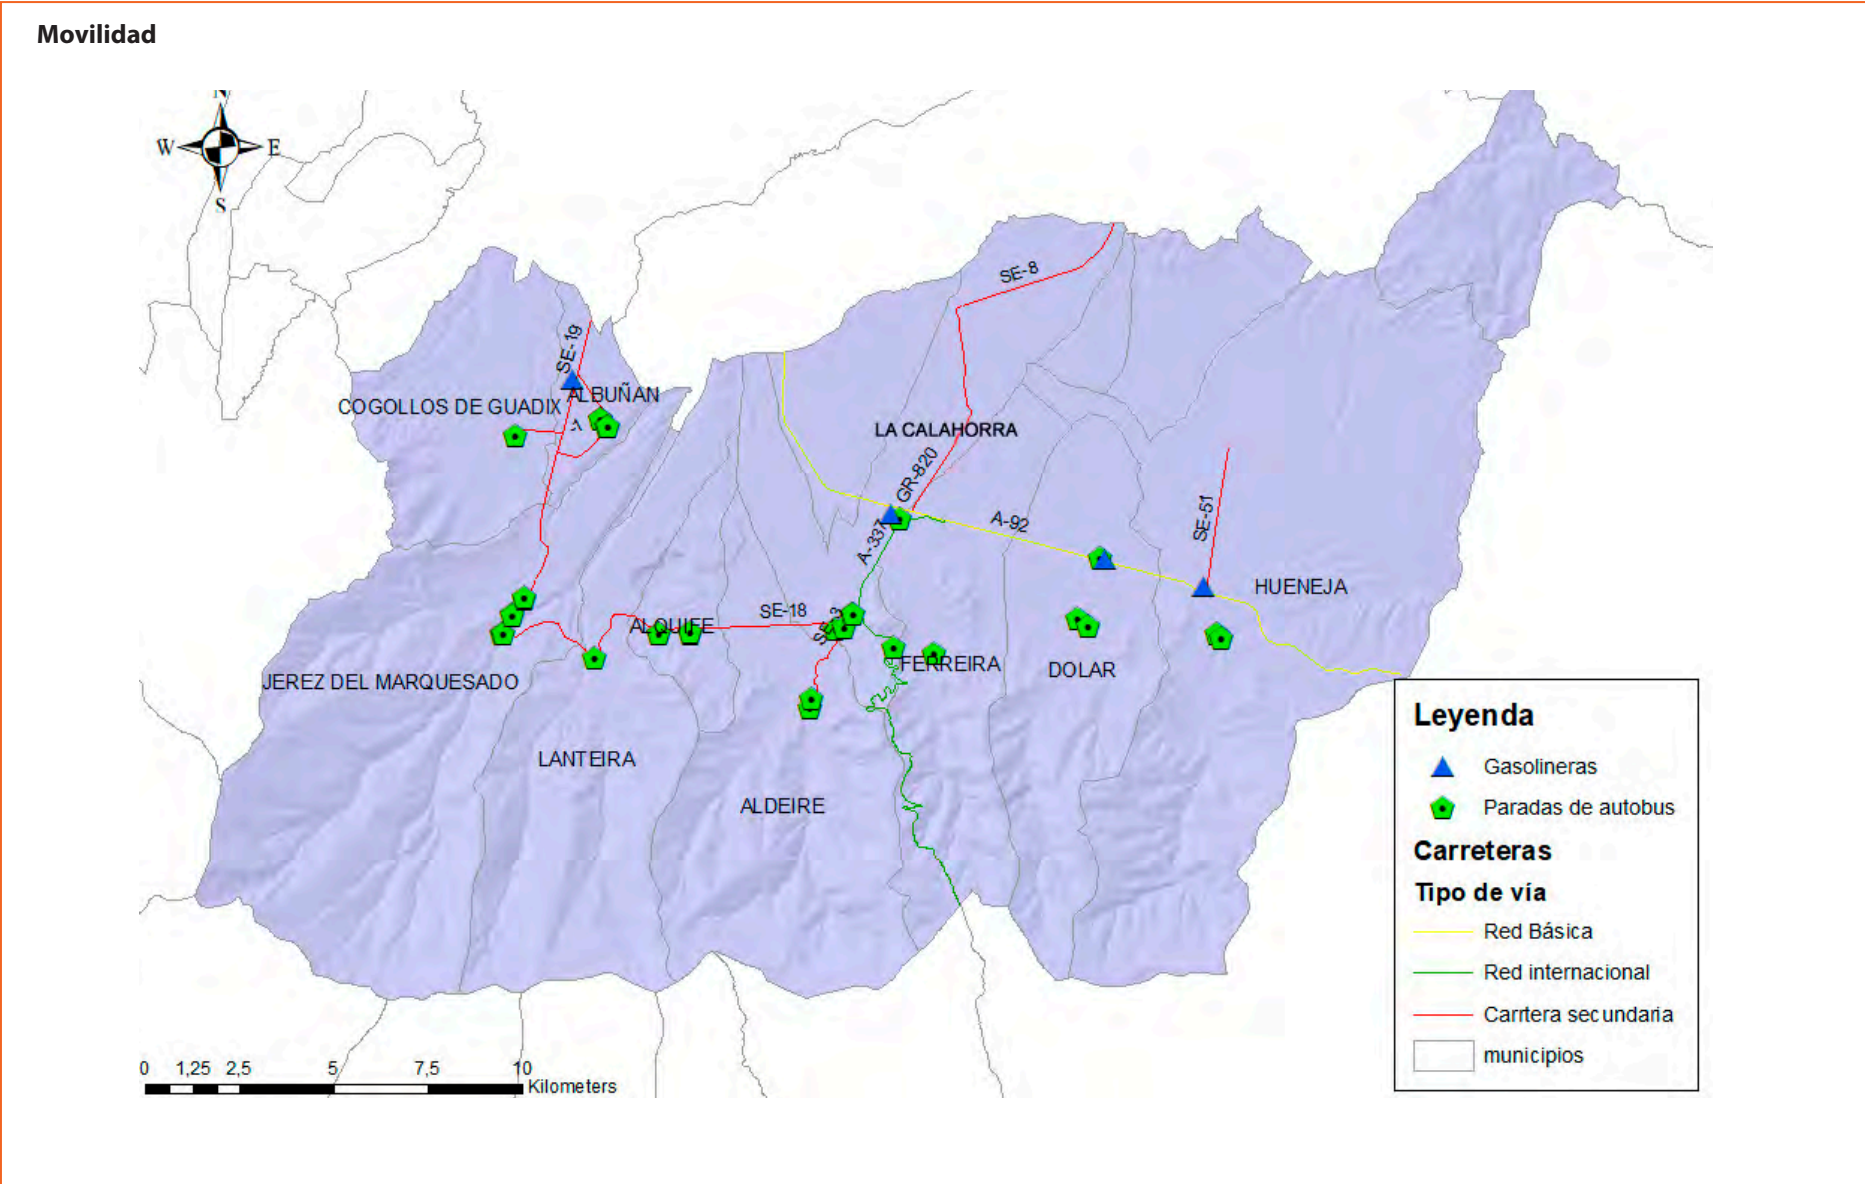 Movilidad
N
W
E
S
SE-8
SE-19
ALBUÑAN
COGOLLOS DE GUADIX
-7
LA CALAHORRA
GR-820
A-92
A-337
SE-51
HUENEJA
SE-18
ALQUIFE
FERREIRA
DOLAR
JEREZ DEL MARQUESADO
LANTEIRA
ALDEIRE
Leyenda
Gasolineras
Paradas de autobus
Carreteras
Tipo de vía
Red Básica
Red internacional
Carrtera secundaria
municipios
0 1,25 2,5 5 7,5 10
Kilometers